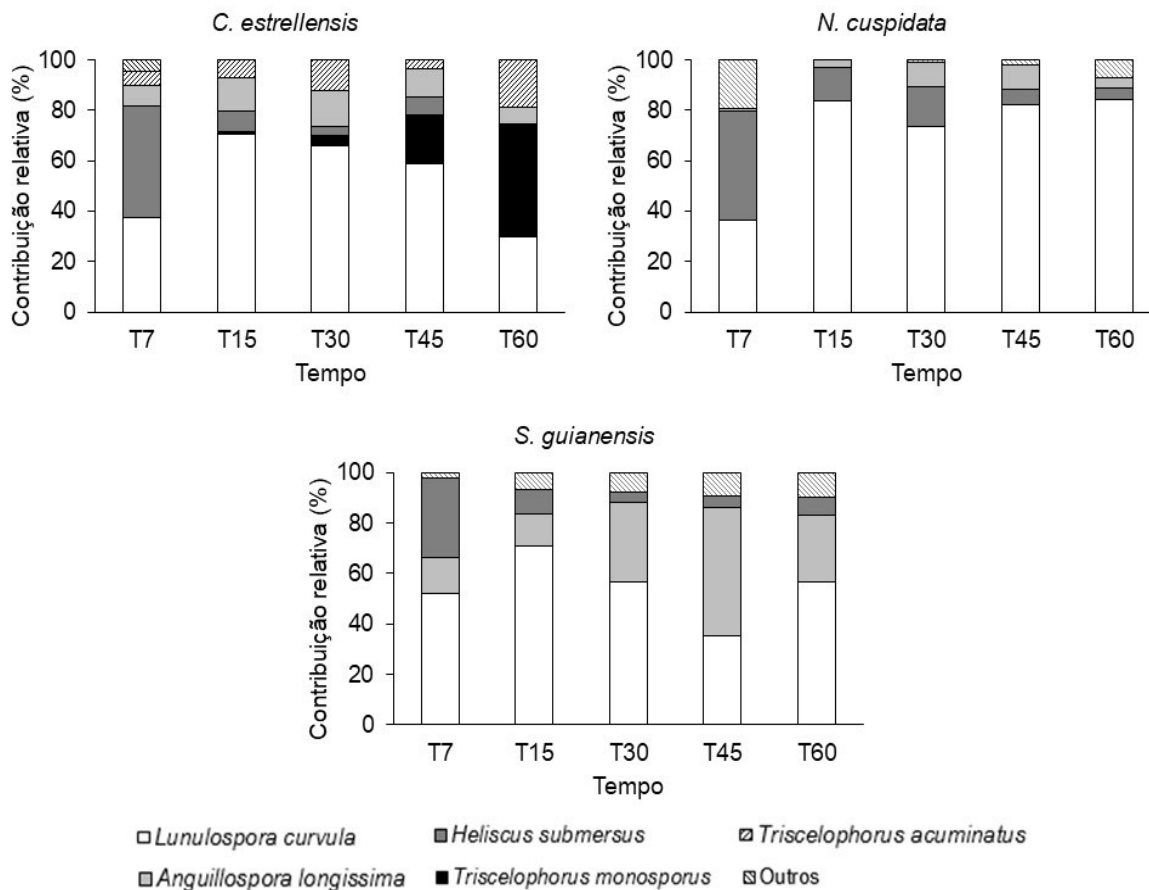 C. estrellensis
Contribuição relativa (%)
100
80
60
40
20
0
T7 T15 T30 T45 T60
Tempo
N. cuspidata
Contribuição relativa (%)
100
80
60
40
20
0
T7 T15 T30 T45 T60
Tempo
S. guianensis
Contribuição relativa (%)
100
80
60
40
20
0
T7 T15 T30 T45 T60
Tempo
Lunulospora curvula Heliscus submersus Triscelophorus acuminatus
Anguillospora longissima Triscelophorus monosporus Outros